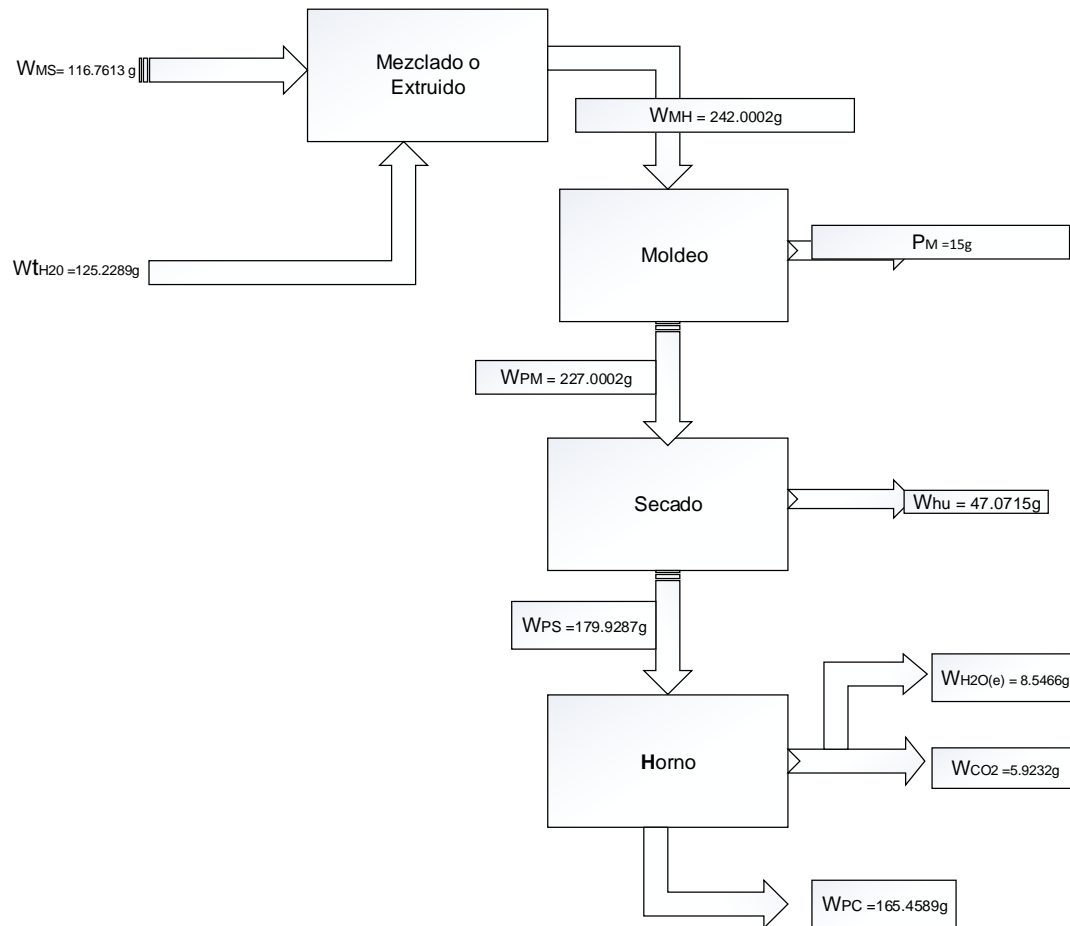 WMS= 116.7613 g
Mezclado o
Extruido
WMH = 242.0002g
WtH20 =125.2289g
Moldeo
PM =15g
WPM = 227.0002g
Secado
Whu = 47.0715g
WPS =179.9287g
WH2O(e) = 8.5466g
Horno
WCO2 =5.9232g
WPC =165.4589g